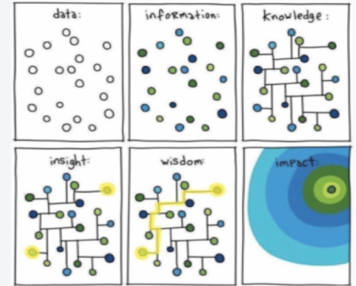 data:
information:
knowledge:
insight:
wisdom:
impact: